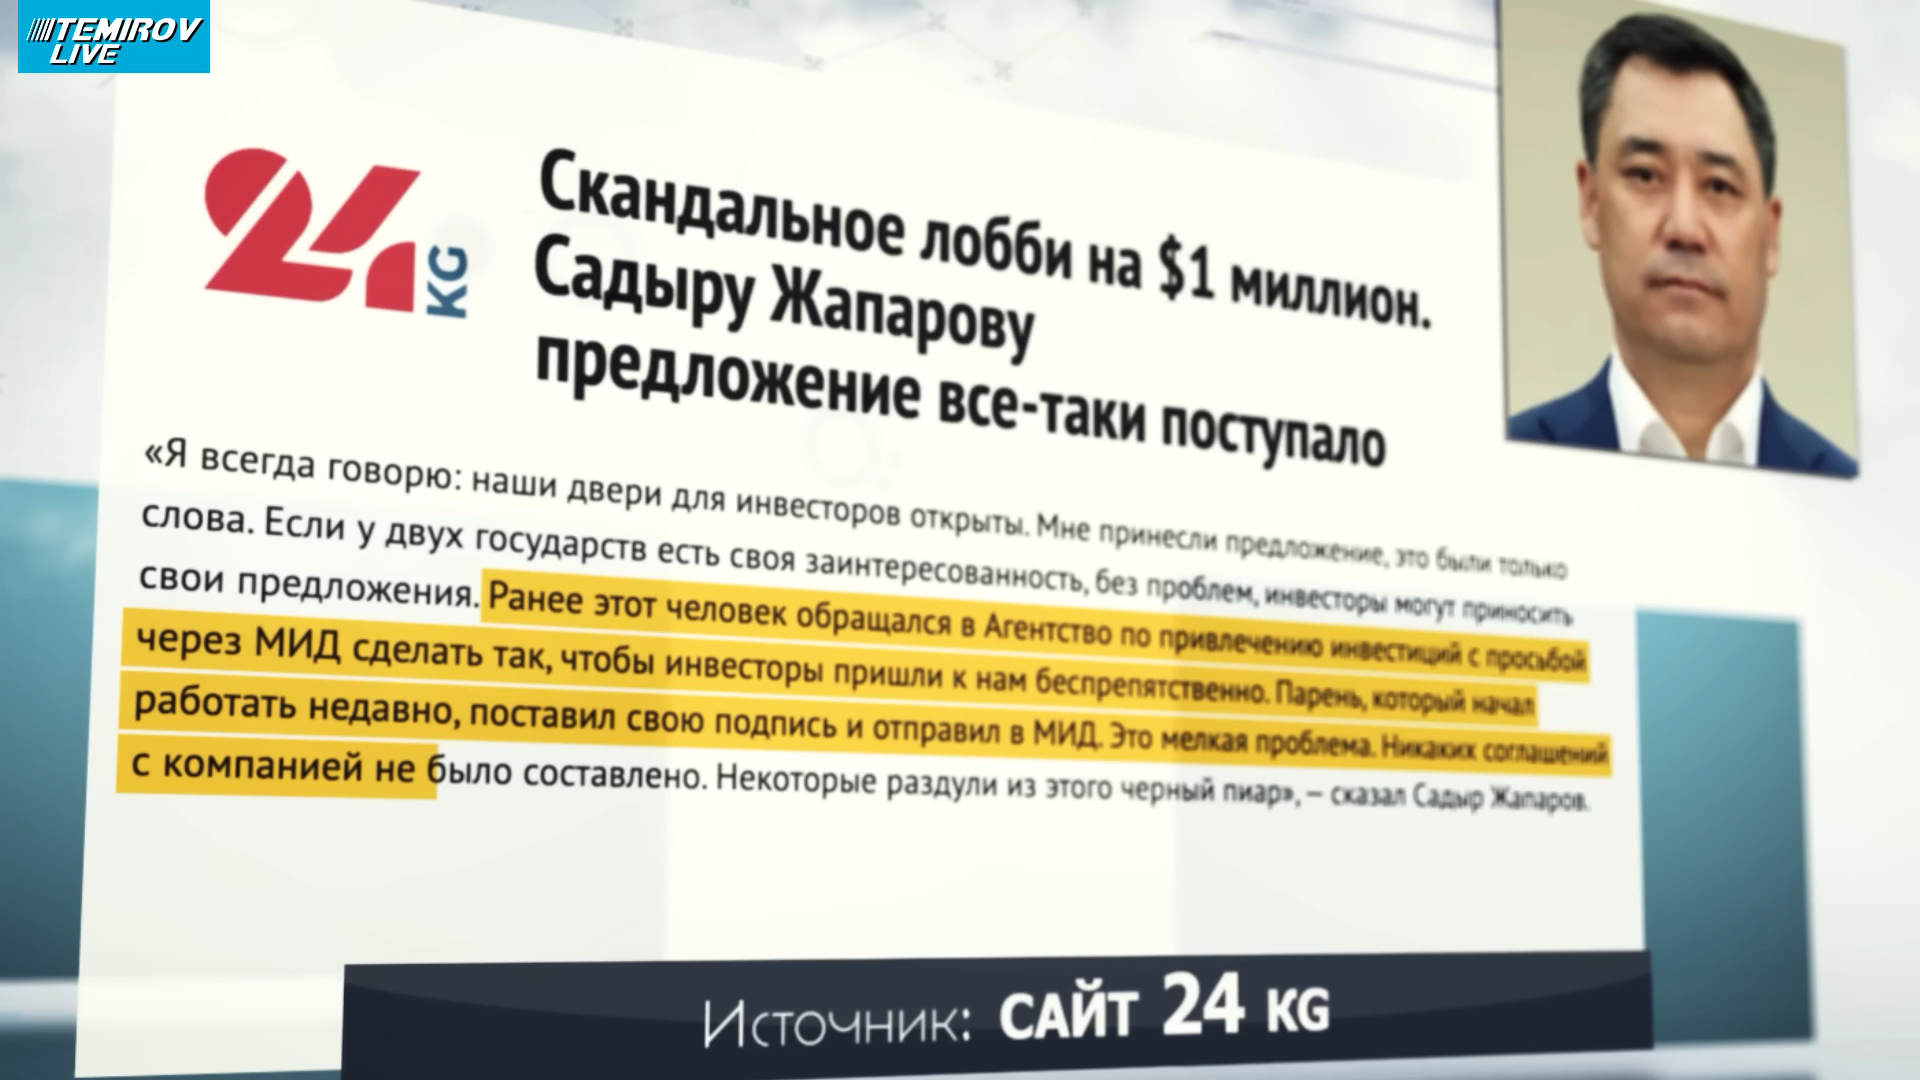 TEMIROV
LIVE
24 KG
Скандальное лобби на $1 миллион.
Садыру Жапарову
предложение все-таки поступало
«Я всегда говорю: наши двери для инвесторов открыты. Мне принесли предложение, это были только
слова. Если у двух государств есть своя заинтересованность, без проблем, инвесторы могут приносить
свои предложения. Ранее этот человек обращался в Агентство по привлечению инвестиций с просьбой
через МИД сделать так, чтобы инвесторы пришли к нам беспрепятственно. Парень, который начал
работать недавно, поставил свою подпись и отправил в МИД. Это мелкая проблема. Никаких соглашений
с компанией не было составлено. Некоторые раздули из этого черный пиар», – сказал Садыр Жапаров.
Источник: САЙТ 24 KG